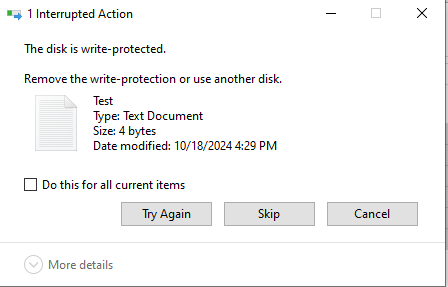 1 Interrupted Action
The disk is write-protected.
Remove the write-protection or use another disk.
Test
Type: Text Document
Size: 4 bytes
Date modified: 10/18/2024 4:29 PM
Do this for all current items
Try Again
Skip
Cancel
More details